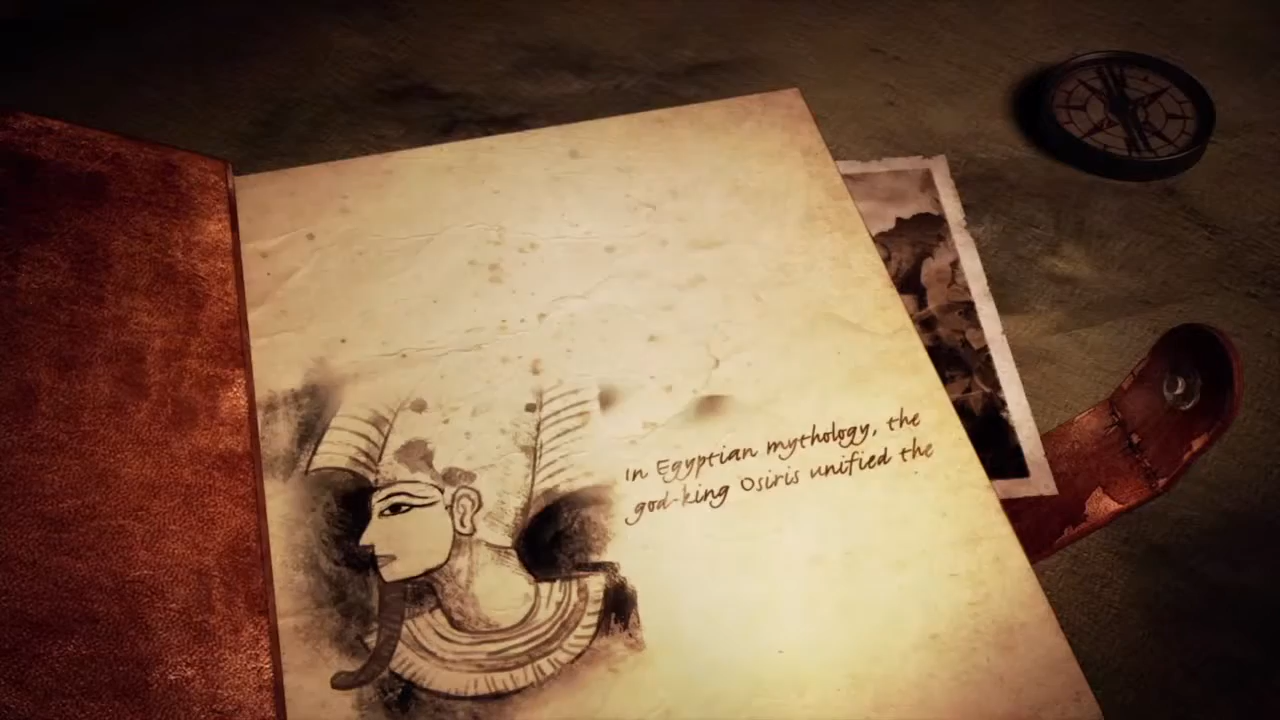 In Egyptian mythology, the
god-king Osiris unified the